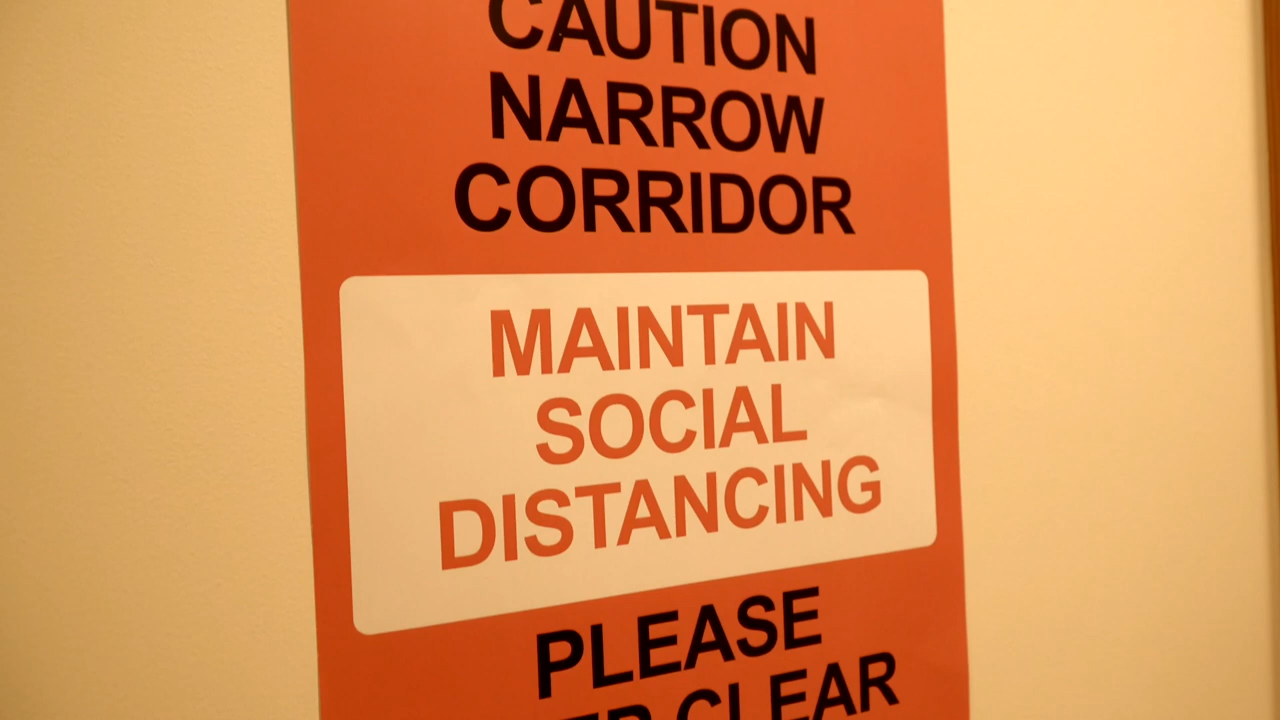 CAUTION
NARROW
CORRIDOR
MAINTAIN
SOCIAL
DISTANCING
PLEASE
CLEAR